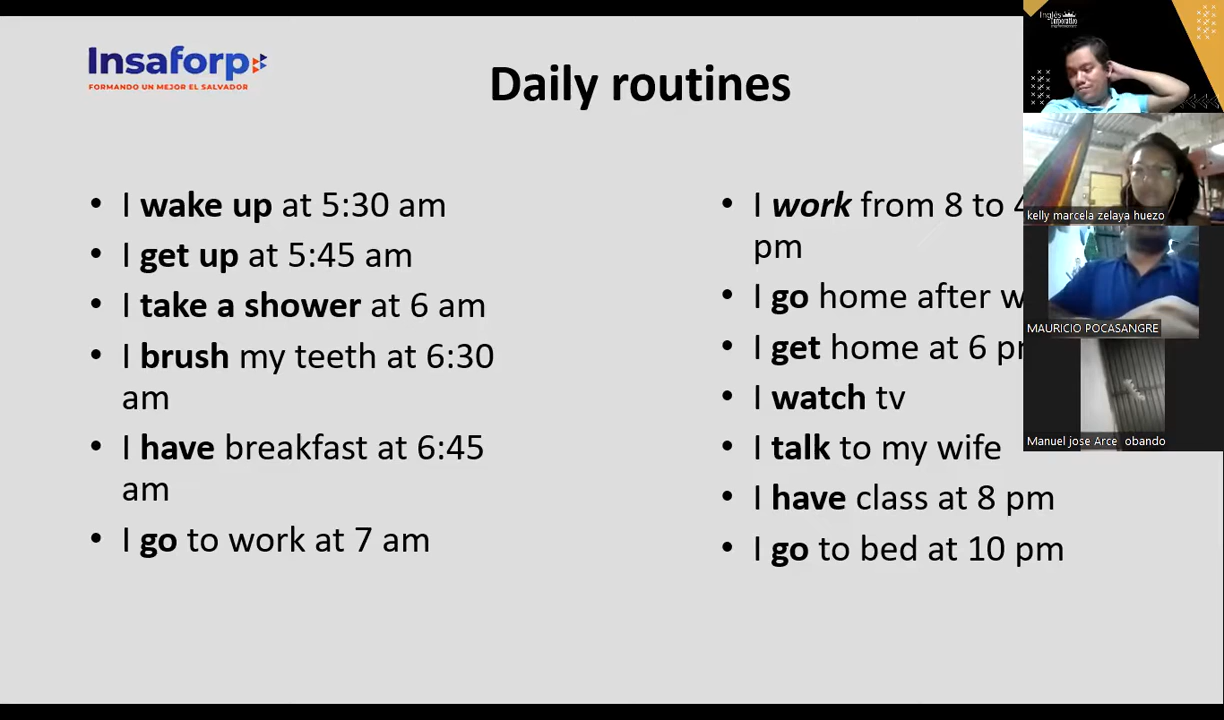 Insaforp
FORMANDO UN MEJOR EL SALVADOR
Daily routines
• I wake up at 5:30 am
• I get up at 5:45 am
• I take a shower at 6 am
• I brush my teeth at 6:30
am
• I have breakfast at 6:45
am
• I go to work at 7 am
• I work from 8 to
pm
• I go home after
• I get home at 6
• I watch tv
• I talk to my wife
• I have class at 8 pm
• I go to bed at 10 pm
Inglés
kelly marcela zelaya huezo
MAURICIO POCASANGRE
Manuel jose Arce obando